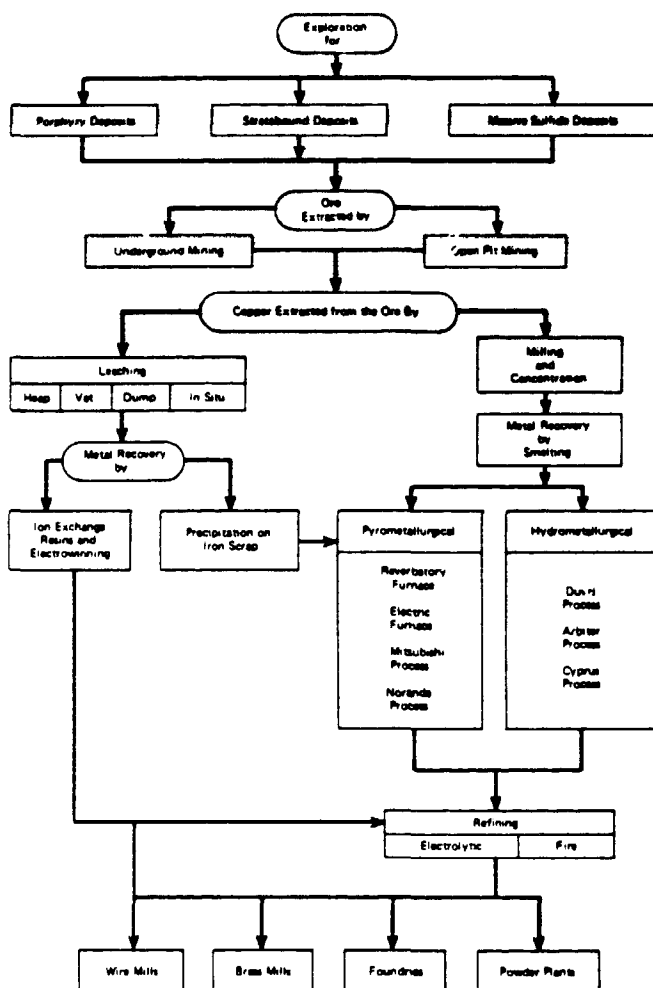 Exploration
for
Porphyry Deposits
Stratabound Deposits
Massive Sulfide Deposits
Ore
Extracted by
Underground Mining
Open Pit Mining
Copper Extracted from the Ore By
Leaching
Heap
Vat
Dump
In Situ
Milling
and
Concentration
Metal Recovery
by
Metal Recovery
by
Smelting
Ion Exchange
Resins and
Electrowinning
Precipitation on
Iron Scrap
Pyrometallurgical
Hydrometallurgical
Reverbatory
Furnace
Electric
Furnace
Mitsubishi
Process
Noranda
Process
Duval
Process
Arbiter
Process
Cyprus
Process
Refining
Electrolytic
Fire
Wire Mills
Brass Mills
Foundries
Powder Plants